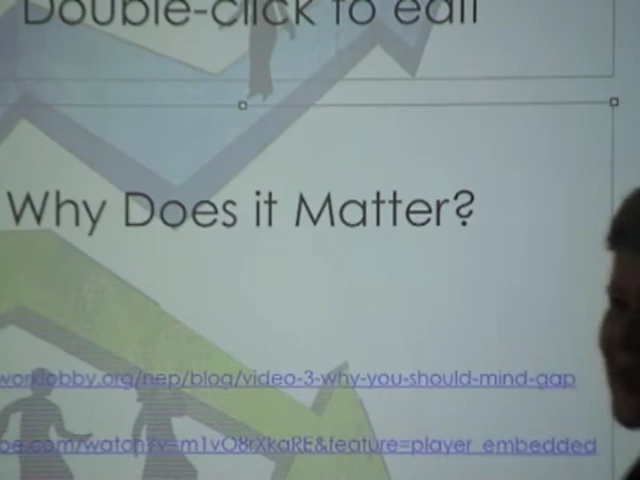 Double-click to edit
Why Does it Matter?
worklobby.org/nep/blog/video-3-why-you-should-mind-gap
be.com/watch?v=m1vO8rXkaRE&feature=player_embedded